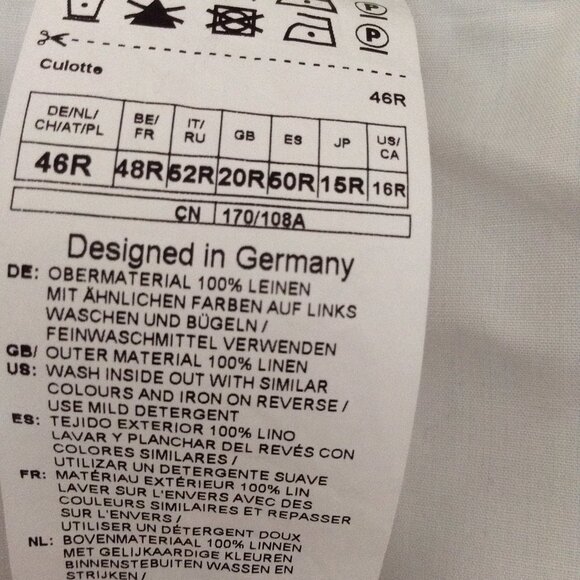 P
P
Culotte
46R
DE/NL/ CH/AT/PL BE/ FR IT/ RU GB ES JP US/ CA
46R 48R 52R 20R 50R 15R 16R
CN 170/108A
Designed in Germany
DE: OBERMATERIAL 100% LEINEN
MIT ÄHNLICHEN FARBEN AUF LINKS
WASCHEN UND BÜGELN /
FEINWASCHMITTEL VERWENDEN
GB/ OUTER MATERIAL 100% LINEN
US: WASH INSIDE OUT WITH SIMILAR
COLOURS AND IRON ON REVERSE /
USE MILD DETERGENT
ES: TEJIDO EXTERIOR 100% LINO
LAVAR Y PLANCHAR DEL REVÉS CON
COLORES SIMILARES /
UTILIZAR UN DETERGENTE SUAVE
FR: MATÉRIAU EXTÉRIEUR 100% LIN
LAVER SUR L'ENVERS AVEC DES
COULEURS SIMILAIRES ET REPASSER
SUR L'ENVERS /
UTILISER UN DÉTERGENT DOUX
NL: BOVENMATERIAAL 100% LINNEN
MET GELIJKAARDIGE KLEUREN
BINNENSTEBUITEN WASSEN EN
STRIJKEN /